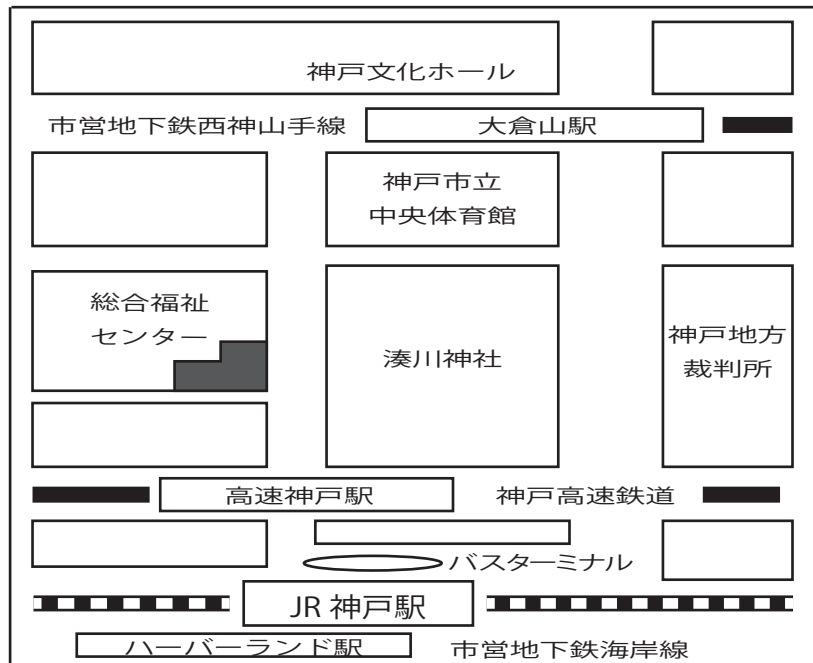 神戸文化ホール
市営地下鉄西神山手線
大倉山駅
神戸市立
中央体育館
総合福祉
センター
湊川神社
神戸地方
裁判所
高速神戸駅
神戸高速鉄道
バスターミナル
JR 神戸駅
ハーバーランド駅
市営地下鉄海岸線